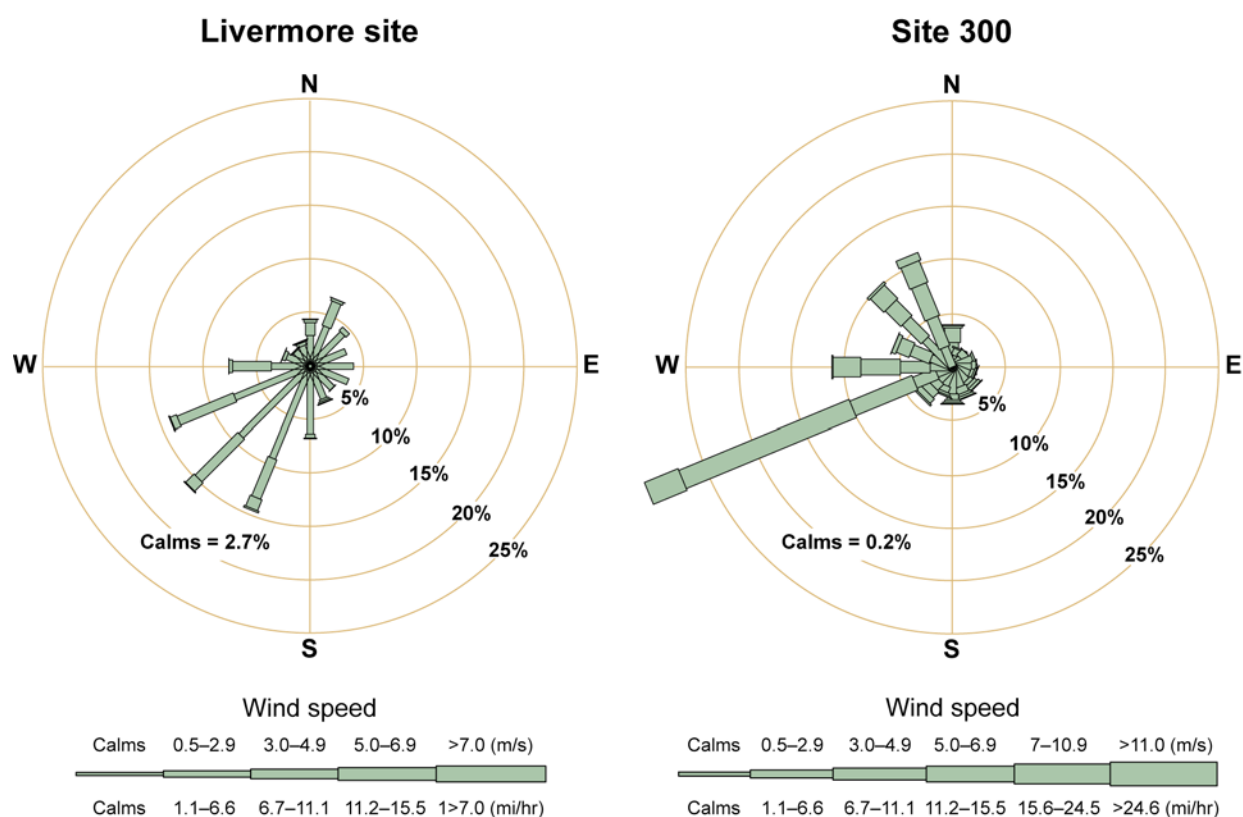 Livermore site
N
W
E
5%
10%
15%
20%
25%
Calms = 2.7%
S
Wind speed
Calms 0.5–2.9 3.0–4.9 5.0–6.9 >7.0 (m/s)
Calms 1.1–6.6 6.7–11.1 11.2–15.5 1>7.0 (mi/hr)
Site 300
N
W
E
5%
10%
15%
20%
25%
Calms = 0.2%
S
Wind speed
Calms 0.5–2.9 3.0–4.9 5.0–6.9 7–10.9 >11.0 (m/s)
Calms 1.1–6.6 6.7–11.1 11.2–15.5 15.6–24.5 >24.6 (mi/hr)